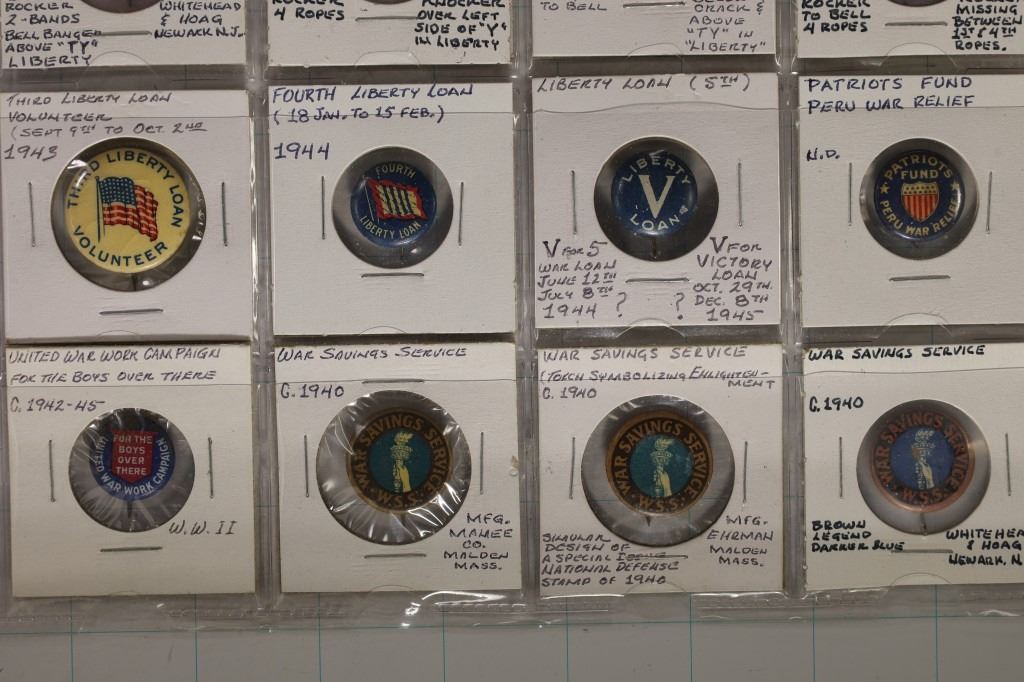 ROCKER
2-BANDS
BELL BANGED
ABOVE "TY"
LIBERTY
WHITEHEAD
& HOAG
NEWARK N.J.
ROCKER
4 ROPES
KNOCKER
OVER LEFT
SIDE OF "Y"
IN LIBERTY
TO BELL
CRACK &
ABOVE
"TY" IN
"LIBERTY"
ROCKER
TO BELL
4 ROPES
MISSING
BETWEEN
1ST & 4TH
ROPES.
THIRD LIBERTY LOAN
VOLUNTEER
(SEPT 9TH TO OCT. 2ND
1943
THIRD LIBERTY LOAN
VOLUNTEER
FOURTH LIBERTY LOAN
(18 JAN. TO 15 FEB.)
1944
FOURTH
LIBERTY LOAN
LIBERTY LOAN (5TH)
LIBERTY
V
LOAN
V FOR 5
WAR LOAN
JUNE 12TH
JULY 8TH
1944 ?
V FOR
VICTORY
LOAN
OCT. 29TH.
? DEC. 8TH
1945
PATRIOTS FUND
PERU WAR RELIEF
N.D.
PATRIOTS
FUND
PERU WAR RELIEF
UNITED WAR WORK CAMPAIGN
FOR THE BOYS OVER THERE
C. 1942-45
FOR THE
BOYS
OVER
THERE
UNITED WAR WORK CAMPAIGN
W.W. II
WAR SAVINGS SERVICE
C. 1940
WAR SAVINGS SERVICE
W.S.S.
MFG.
MAHEE
CO.
MALDEN
MASS.
WAR SAVINGS SERVICE
(TORCH SYMBOLIZING ENLIGHTEN-
MENT
C. 1940
WAR SAVINGS SERVICE
W.S.S.
SIMULAR
DESIGN OF
A SPECIAL ISSUE
NATIONAL DEFENSE
STAMP OF 1940
MFG.
EHRMAN
MALDEN
MASS.
WAR SAVINGS SERVICE
C. 1940
WAR SAVINGS SERVICE
W.S.S.
BROWN
LEGEND
DARKER BLUE
WHITEHEA
& HOAG
NEWARK, N